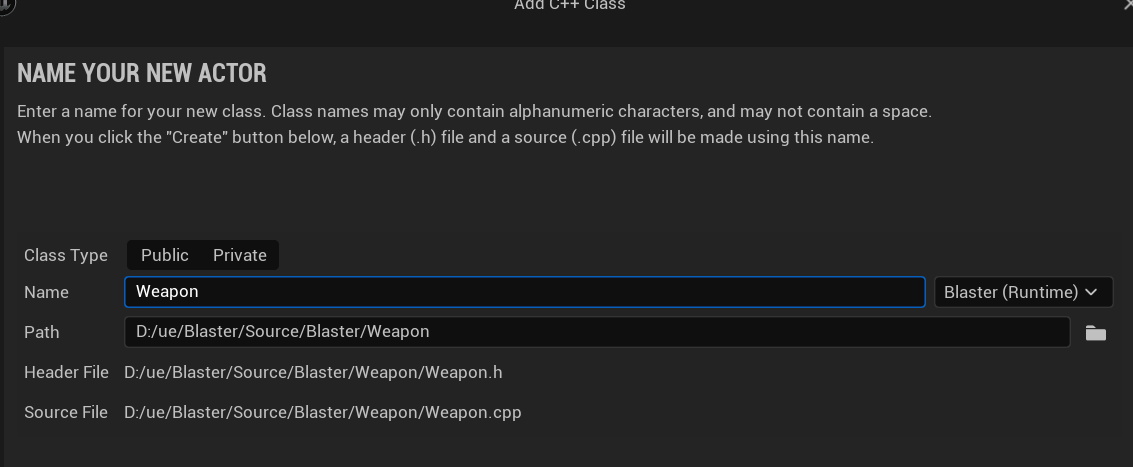 Add C++ Class
NAME YOUR NEW ACTOR
Enter a name for your new class. Class names may only contain alphanumeric characters, and may not contain a space.
When you click the "Create" button below, a header (.h) file and a source (.cpp) file will be made using this name.
Class Type Public Private
Name Weapon Blaster (Runtime)
Path D:/ue/Blaster/Source/Blaster/Weapon
Header File D:/ue/Blaster/Source/Blaster/Weapon/Weapon.h
Source File D:/ue/Blaster/Source/Blaster/Weapon/Weapon.cpp